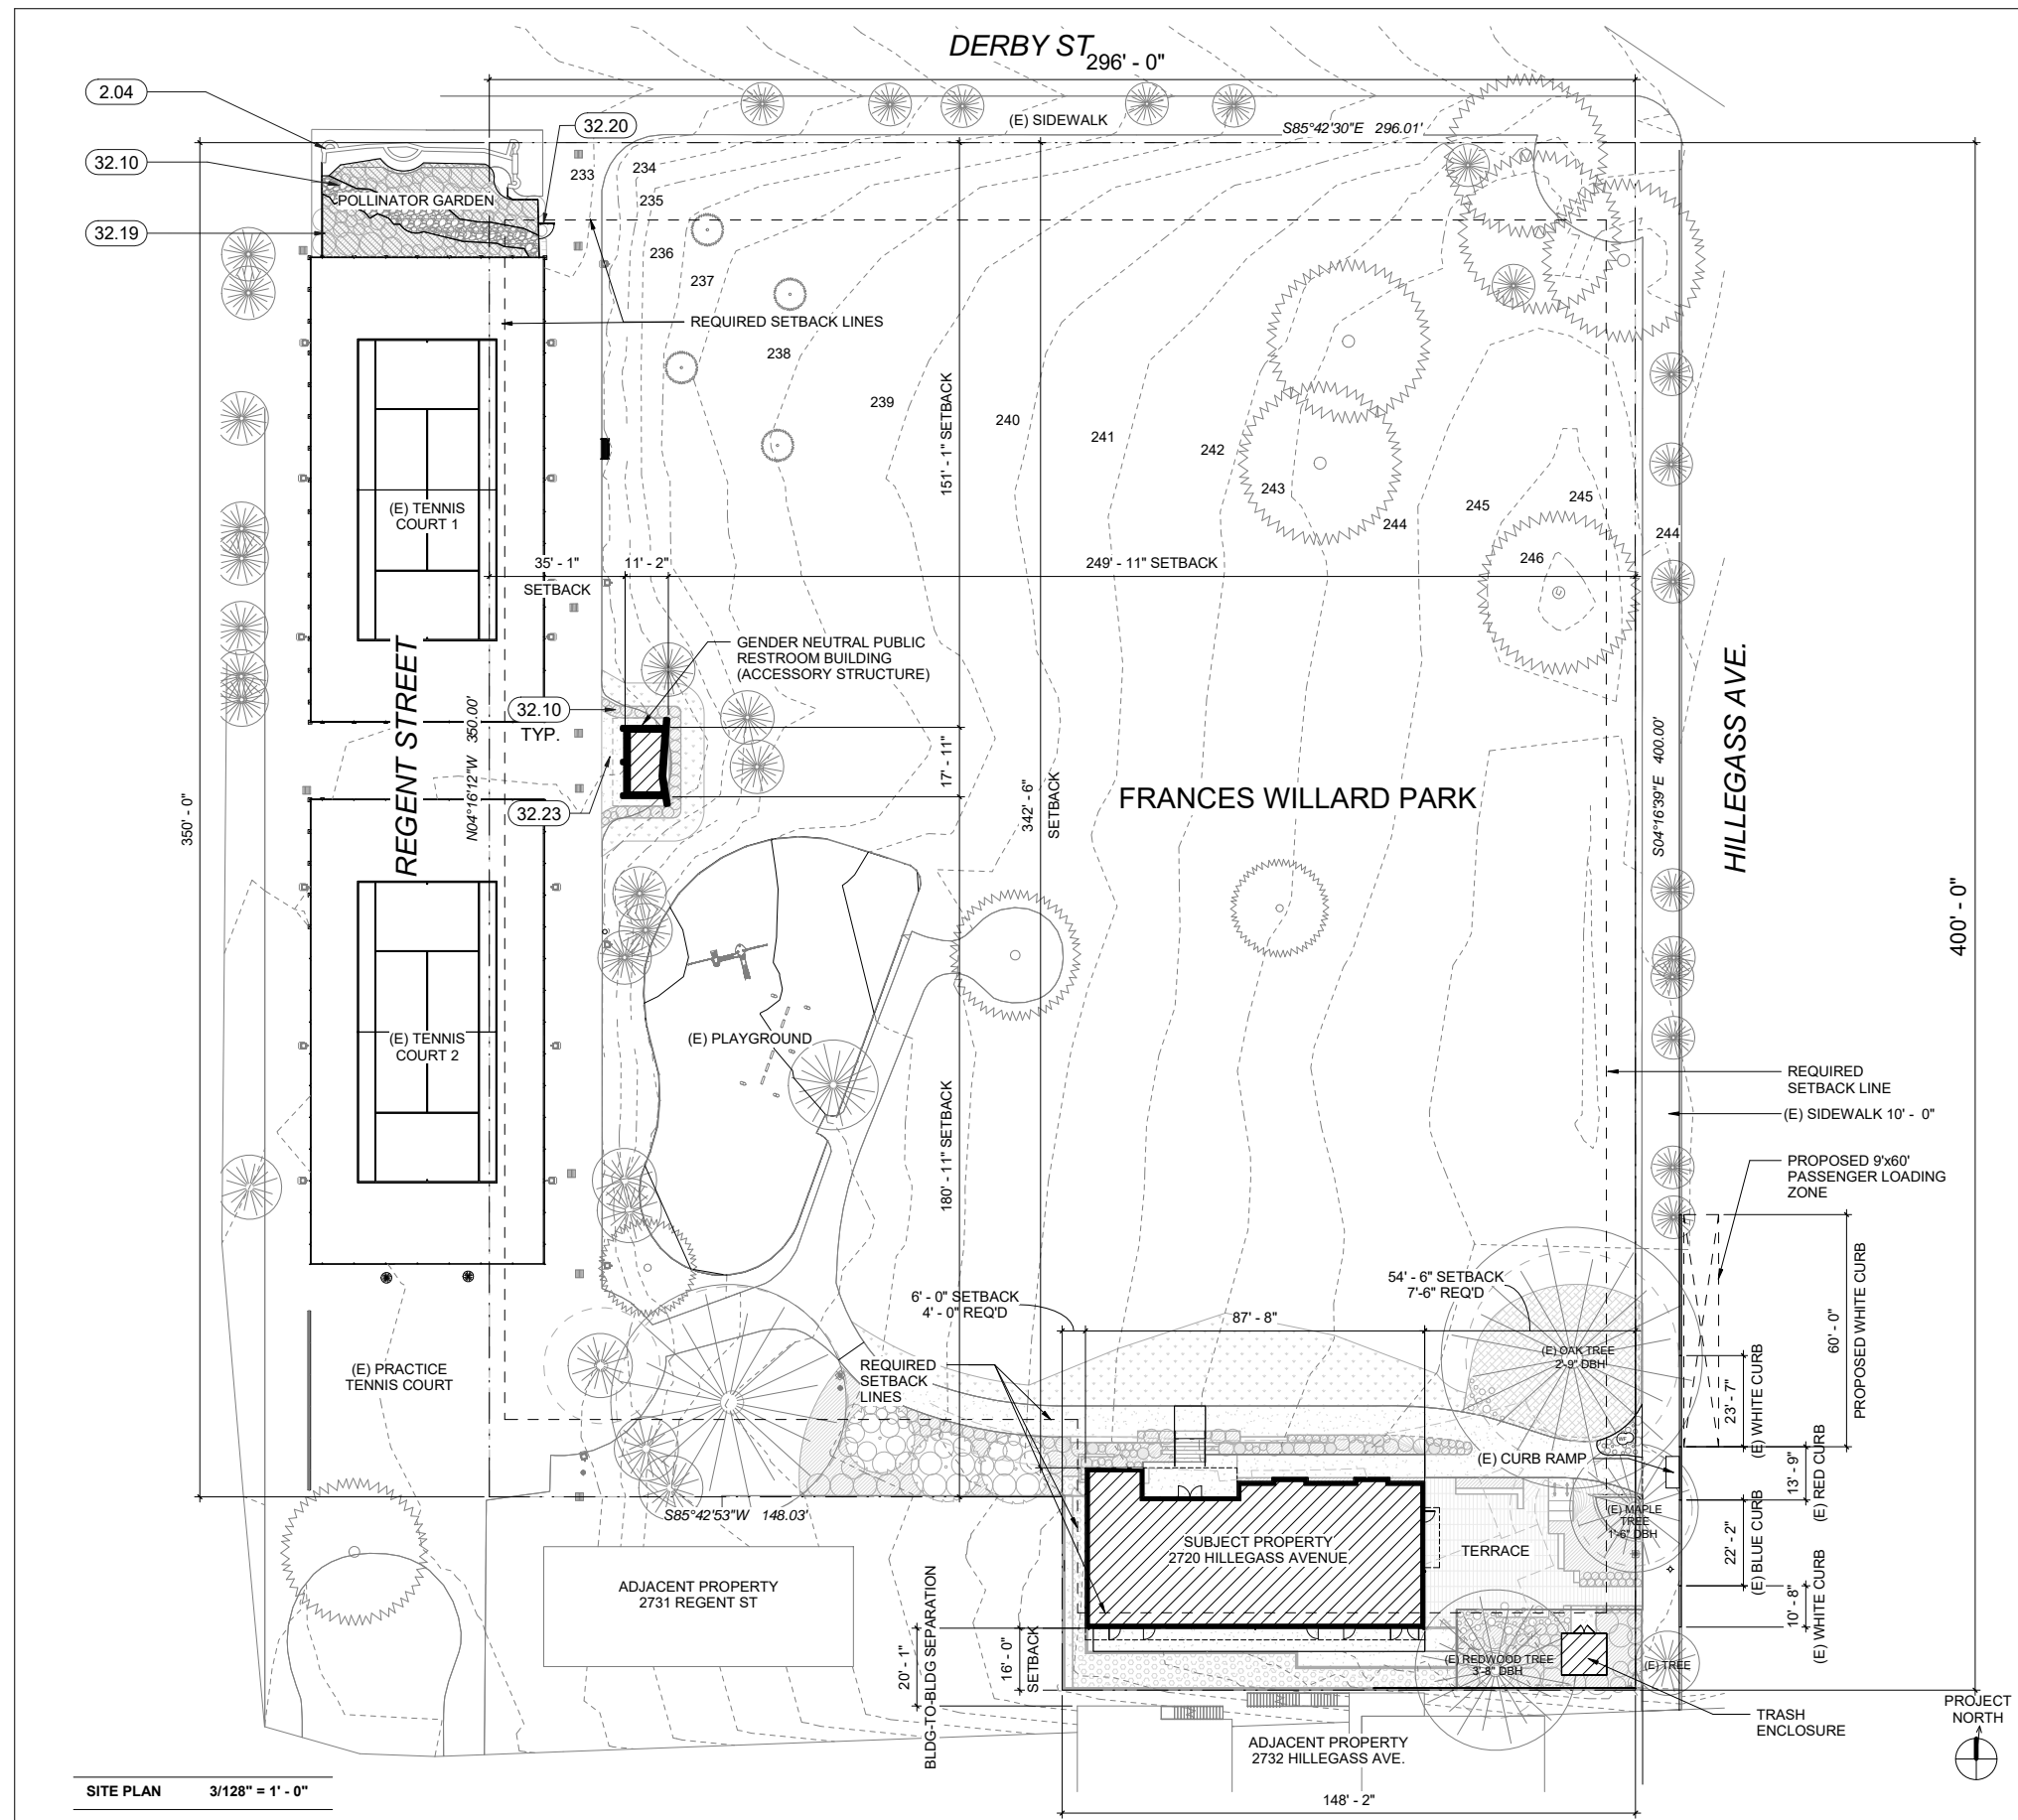 DERBY ST
296' - 0"
2.04
32.20
(E) SIDEWALK
S85°42'30"E   296.01'
32.10
POLLINATOR GARDEN
32.19
233
234
235
236
237
REQUIRED SETBACK LINES
238
239
240
241
242
243
244
245
245
246
244
151' - 1" SETBACK
(E) TENNIS
COURT 1
35' - 1"
SETBACK
11' - 2"
249' - 11" SETBACK
GENDER NEUTRAL PUBLIC
RESTROOM BUILDING
(ACCESSORY STRUCTURE)
32.10
TYP.
32.23
REGENT STREET
N04°16'12"W   350.00'
350' - 0"
17' - 11"
342' - 6"
SETBACK
FRANCES WILLARD PARK
S04°16'39"E   400.00'
HILLEGASS AVE.
400' - 0"
(E) TENNIS
COURT 2
(E) PLAYGROUND
180' - 11" SETBACK
REQUIRED
SETBACK LINE
(E) SIDEWALK 10' - 0"
PROPOSED 9'x60'
PASSENGER LOADING
ZONE
6' - 0" SETBACK
4' - 0" REQ'D
87' - 8"
54' - 6" SETBACK
7'-6" REQ'D
60' - 0"
PROPOSED WHITE CURB
(E) OAK TREE
2'-9" DBH
23' - 7"
(E) WHITE CURB
(E) PRACTICE
TENNIS COURT
REQUIRED
SETBACK
LINES
(E) CURB RAMP
13' - 9"
(E) RED CURB
S85°42'53"W   148.03'
(E) MAPLE
TREE
1'-6" DBH
22' - 2"
(E) BLUE CURB
SUBJECT PROPERTY
2720 HILLEGASS AVENUE
TERRACE
ADJACENT PROPERTY
2731 REGENT ST
10' - 8"
(E) WHITE CURB
20' - 1"
BLDG-TO-BLDG SEPARATION
16' - 0"
SETBACK
(E) REDWOOD TREE
3'-8" DBH
(E) TREE
TRASH
ENCLOSURE
PROJECT
NORTH
ADJACENT PROPERTY
2732 HILLEGASS AVE.
148' - 2"
SITE PLAN   3/128" = 1' - 0"